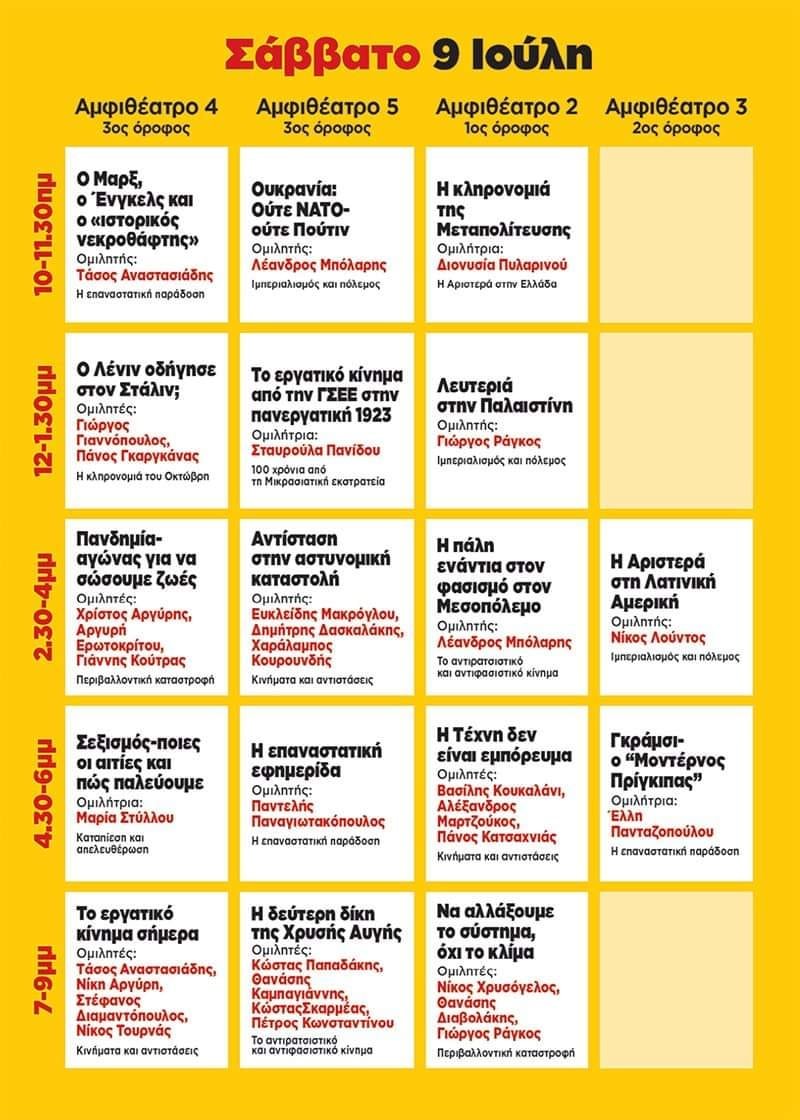 Σάββατο 9 Ιούλη
Αμφιθέατρο 4
3ος όροφος
Αμφιθέατρο 5
3ος όροφος
Αμφιθέατρο 2
1ος όροφος
Αμφιθέατρο 3
2ος όροφος
10-11.30πμ
Ο Μαρξ,
ο Ένγκελς και
ο «ιστορικός
νεκροθάφτης»
Ομιλητής:
Τάσος Αναστασιάδης
Η επαναστατική παράδοση
Ουκρανία:
Ούτε ΝΑΤΟ-
ούτε Πούτιν
Ομιλητής:
Λέανδρος Μπόλαρης
Ιμπεριαλισμός και πόλεμος
Η κληρονομιά
της
Μεταπολίτευσης
Ομιλήτρια:
Διονυσία Πυλαρινού
Η Αριστερά στην Ελλάδα
12-1.30μμ
Ο Λένιν οδήγησε
στον Στάλιν;
Ομιλητές:
Γιώργος
Γιαννόπουλος,
Πάνος Γκαργκάνας
Η κληρονομιά του Οκτώβρη
Το εργατικό κίνημα
από την ΓΣΕΕ στην
πανεργατική 1923
Ομιλήτρια:
Σταυρούλα Πανίδου
100 χρόνια από
τη Μικρασιατική εκστρατεία
Λευτεριά
στην Παλαιστίνη
Ομιλητής:
Γιώργος Ράγκος
Ιμπεριαλισμός και πόλεμος
2.30-4μμ
Πανδημία-
αγώνας για να
σώσουμε ζωές
Ομιλητές:
Χρίστος Αργύρης,
Αργυρή
Ερωτοκρίτου,
Γιάννης Κούτρας
Περιβαλλοντική καταστροφή
Αντίσταση
στην αστυνομική
καταστολή
Ομιλητής:
Ευκλείδης Μακρόγλου,
Δημήτρης Δασκαλάκης,
Χαράλαμπος
Κουρουνδής
Κινήματα και αντιστάσεις
Η πάλη
ενάντια στον
φασισμό στον
Μεσοπόλεμο
Ομιλητής:
Λέανδρος Μπόλαρης
Το αντιρατσιστικό
και αντιφασιστικό κίνημα
Η Αριστερά
στη Λατινική
Αμερική
Ομιλητής:
Νίκος Λούντος
Ιμπεριαλισμός και πόλεμος
4.30-6μμ
Σεξισμός-ποιες
οι αιτίες και
πώς παλεύουμε
Ομιλήτρια:
Μαρία Στύλλου
Καταπίεση και
απελευθέρωση
Η επαναστατική
εφημερίδα
Ομιλητής:
Παντελής
Παναγιωτακόπουλος
Η επαναστατική παράδοση
Η Τέχνη δεν
είναι εμπόρευμα
Ομιλητές:
Βασίλης Κουκαλάνι,
Αλέξανδρος
Μαρτζούκος,
Πάνος Κατσαχνιάς
Κινήματα και αντιστάσεις
Γκράμσι-
ο “Μοντέρνος
Πρίγκιπας”
Ομιλήτρια:
Έλλη
Πανταζοπούλου
Η επαναστατική παράδοση
7-9μμ
Το εργατικό
κίνημα σήμερα
Ομιλητές:
Τάσος Αναστασιάδης,
Νίκη Αργύρη,
Στέφανος
Διαμαντόπουλος,
Νίκος Τουρνάς
Κινήματα και αντιστάσεις
Η δεύτερη δίκη
της Χρυσής Αυγής
Ομιλητές:
Κώστας Παπαδάκης,
Θανάσης
Καμπαγιάννης,
ΚώσταςΣκαρμέας,
Πέτρος Κωνσταντίνου
Το αντιρατσιστικό
και αντιφασιστικό κίνημα
Να αλλάξουμε
το σύστημα,
όχι το κλίμα
Ομιλητές:
Νίκος Χρυσόγελος,
Θανάσης
Διαβολάκης,
Γιώργος Ράγκος
Περιβαλλοντική καταστροφή